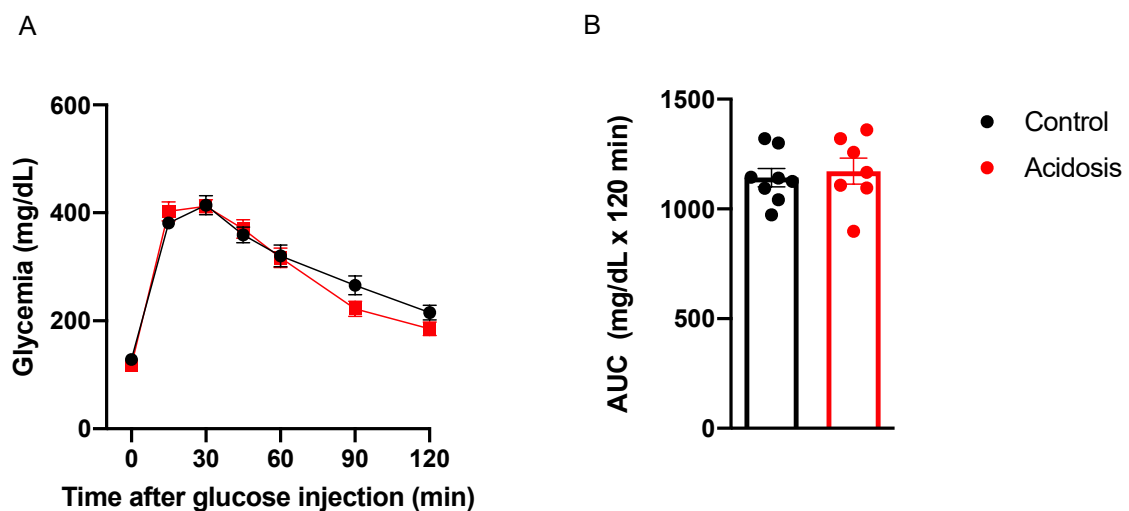 A
Glycemia (mg/dL)
600
400
200
0
0 30 60 90 120
Time after glucose injection (min)
B
AUC (mg/dL x 120 min)
1500
1000
500
0
Control
Acidosis